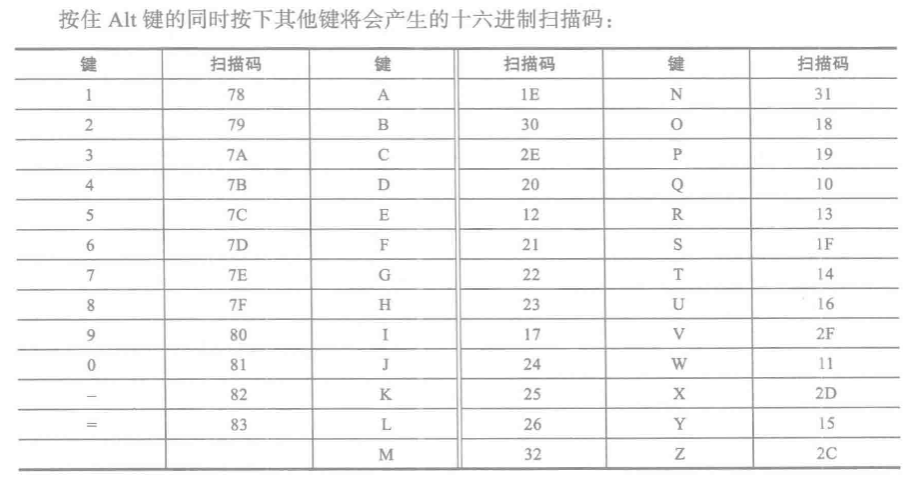 按住 Alt 键的同时按下其他键将会产生的十六进制扫描码：
键 扫描码 键 扫描码 键 扫描码
1 78 A 1E N 31
2 79 B 30 O 18
3 7A C 2E P 19
4 7B D 20 Q 10
5 7C E 12 R 13
6 7D F 21 S 1F
7 7E G 22 T 14
8 7F H 23 U 16
9 80 I 17 V 2F
0 81 J 24 W 11
– 82 K 25 X 2D
= 83 L 26 Y 15
M 32 Z 2C